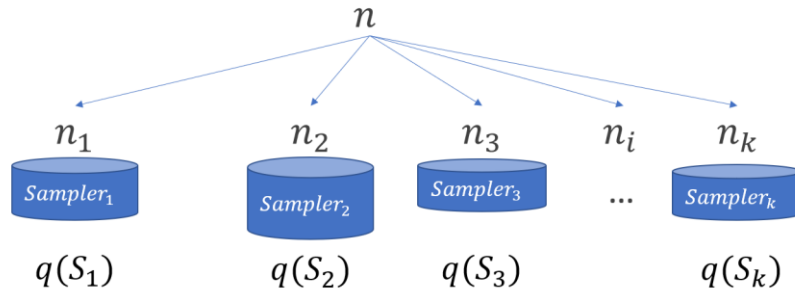 n
n₁ n₂ n₃ nᵢ nₖ
Sampler₁ Sampler₂ Sampler₃ ... Samplerₖ
q(S₁) q(S₂) q(S₃) q(Sₖ)